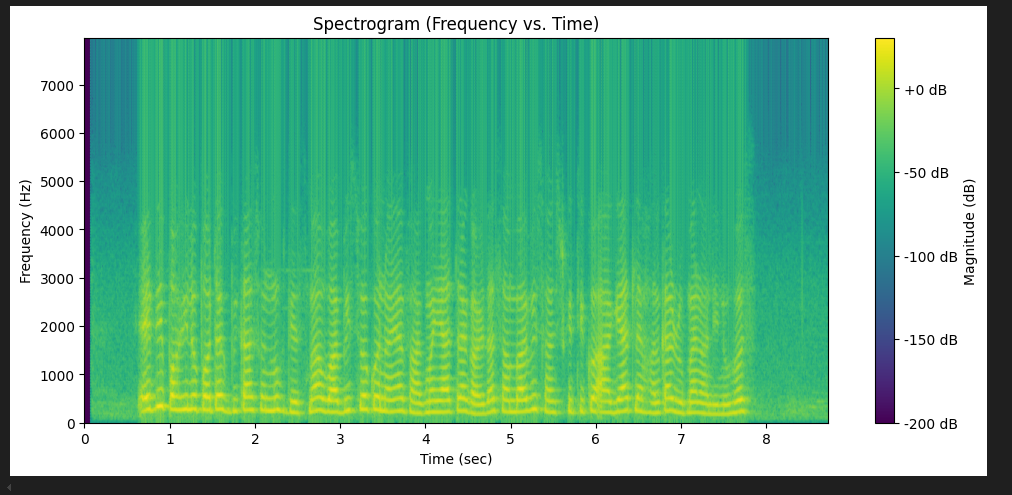 Spectrogram (Frequency vs. Time)
7000
6000
5000
4000
3000
2000
1000
0
Frequency (Hz)
0 1 2 3 4 5 6 7 8
Time (sec)
+0 dB
-50 dB
-100 dB
-150 dB
-200 dB
Magnitude (dB)